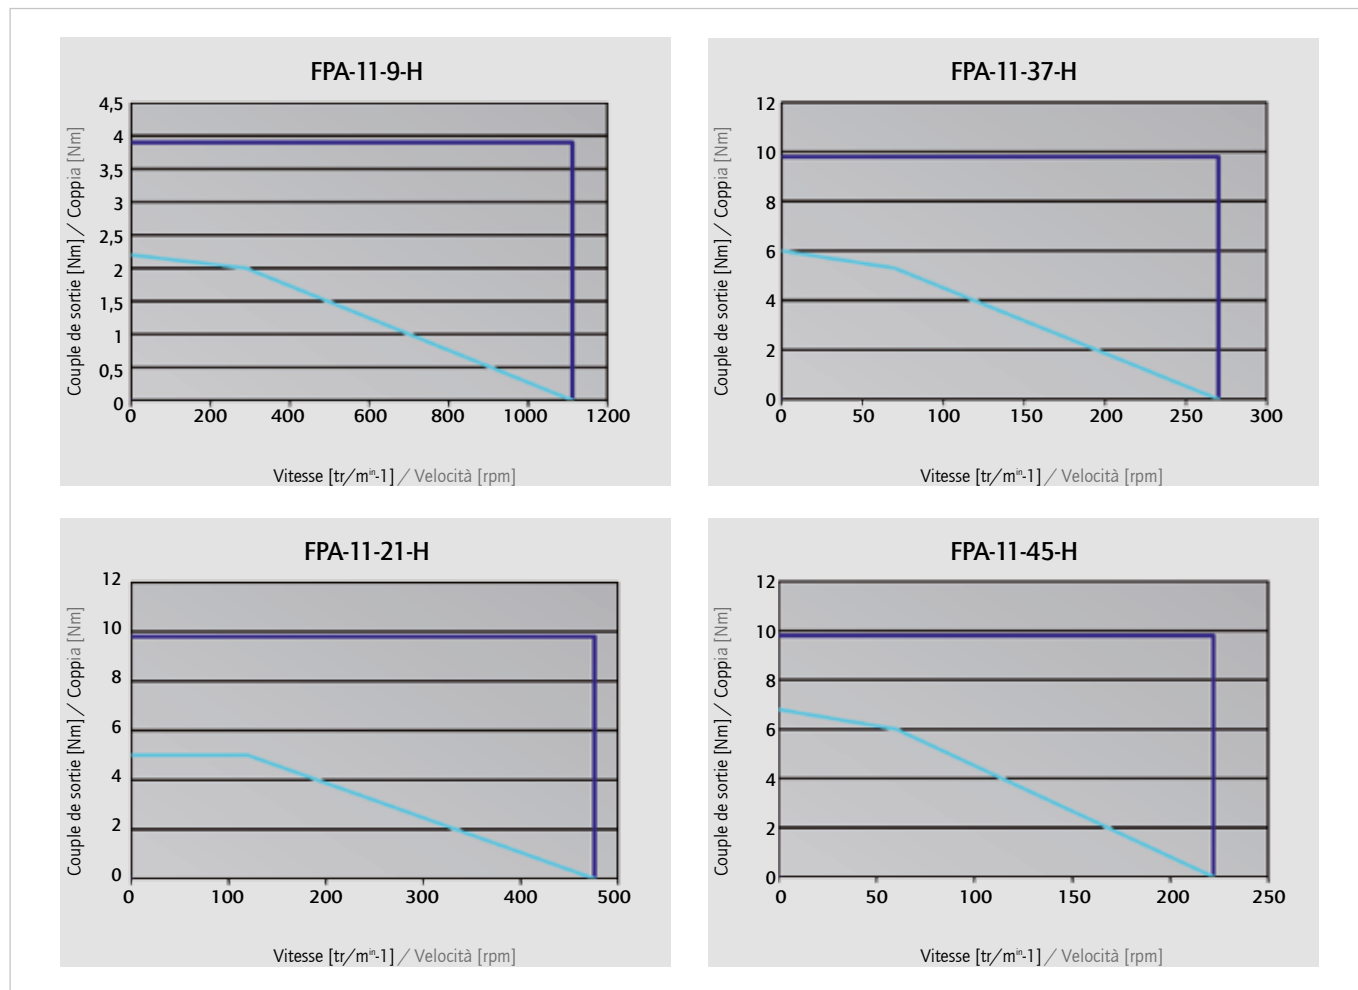 FPA-11-9-H
Couple de sortie [Nm] / Coppia [Nm]
4,5
4
3,5
3
2,5
2
1,5
1
0,5
0
0 200 400 600 800 1000 1200
Vitesse [tr/min-1] / Velocità [rpm]
FPA-11-37-H
Couple de sortie [Nm] / Coppia [Nm]
12
10
8
6
4
2
0
0 50 100 150 200 250 300
Vitesse [tr/min-1] / Velocità [rpm]
FPA-11-21-H
Couple de sortie [Nm] / Coppia [Nm]
12
10
8
6
4
2
0
0 100 200 300 400 500
Vitesse [tr/min-1] / Velocità [rpm]
FPA-11-45-H
Couple de sortie [Nm] / Coppia [Nm]
12
10
8
6
4
2
0
0 50 100 150 200 250
Vitesse [tr/min-1] / Velocità [rpm]